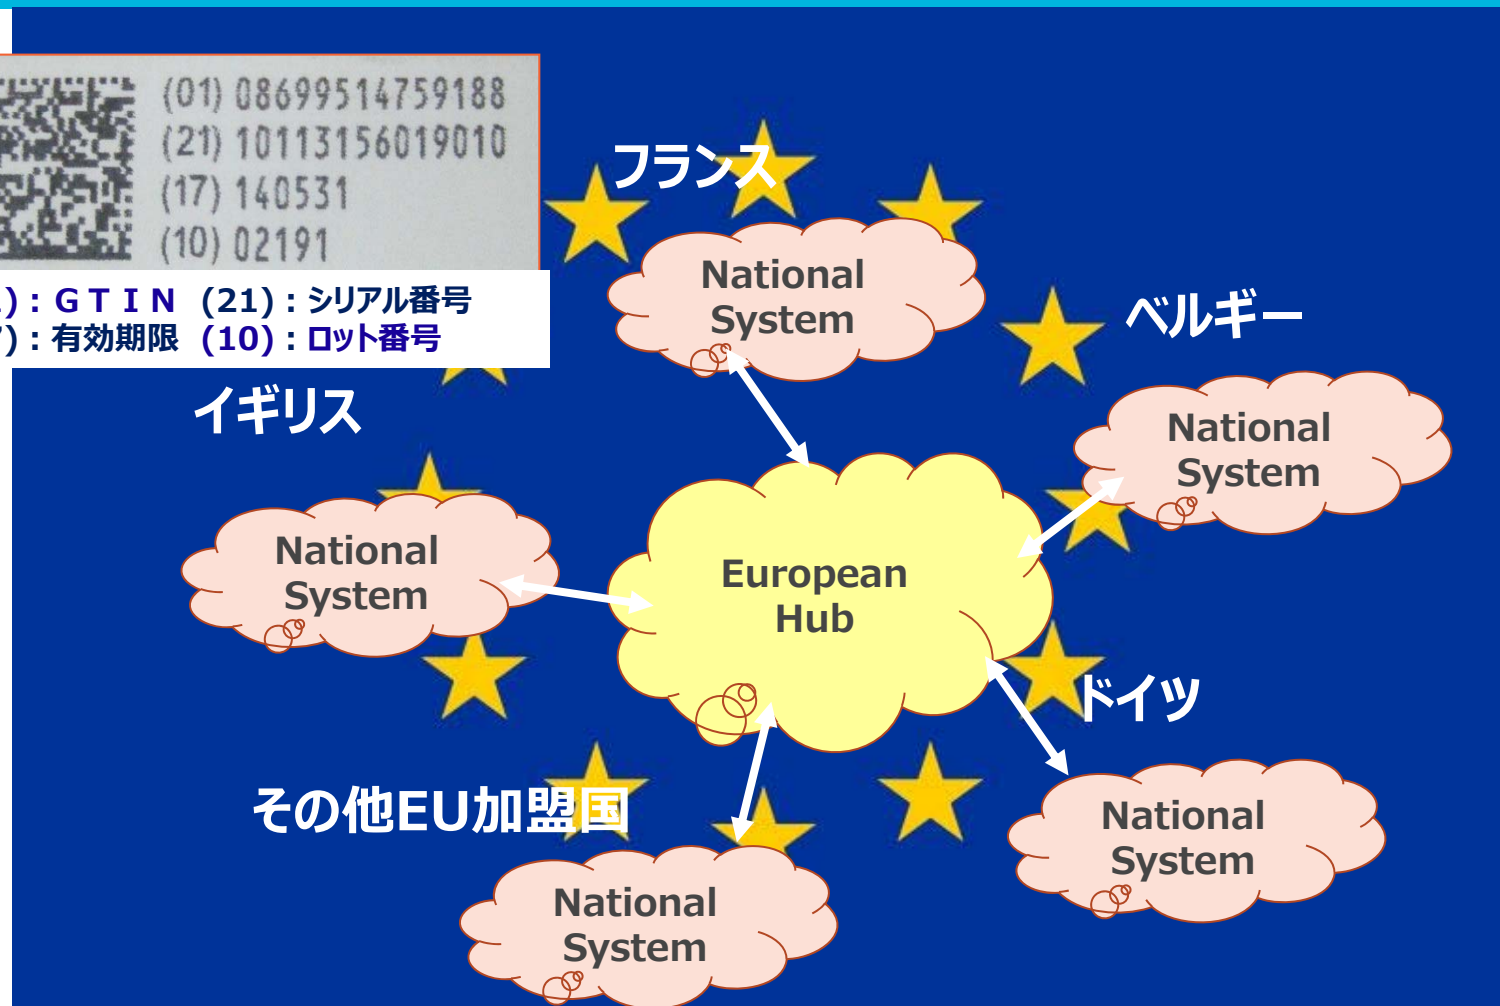 (01) 08699514759188
(21) 10113156019010
(17) 140531
(10) 02191
) : ＧＴＩＮ (21) : シリアル番号
) : 有効期限 (10) : ロット番号
フランス
National
System
ベルギー
National
System
イギリス
National
System
European
Hub
ドイツ
National
System
その他EU加盟国
National
System